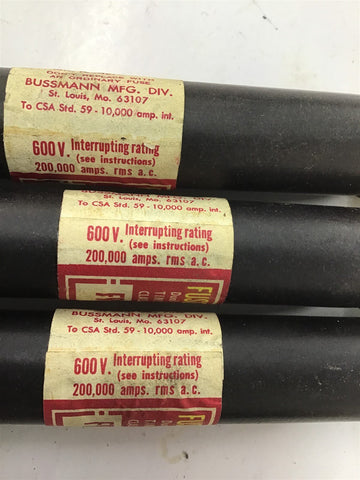 AN ORDINARY FUSE
BUSSMANN MFG. DIV.
St. Louis, Mo. 63107
To CSA Std. 59 - 10,000 amp. int.
600 V. Interrupting rating
(see instructions)
200,000 amps. rms a.c.
St. Louis, Mo. 63107
To CSA Std. 59 - 10,000 amp. int.
600 V. Interrupting rating
(see instructions)
200,000 amps. rms a.c.
BUSSMANN MFG. DIV.
St. Louis, Mo. 63107
To CSA Std. 59 - 10,000 amp. int.
600 V. Interrupting rating
(see instructions)
200,000 amps. rms a.c.